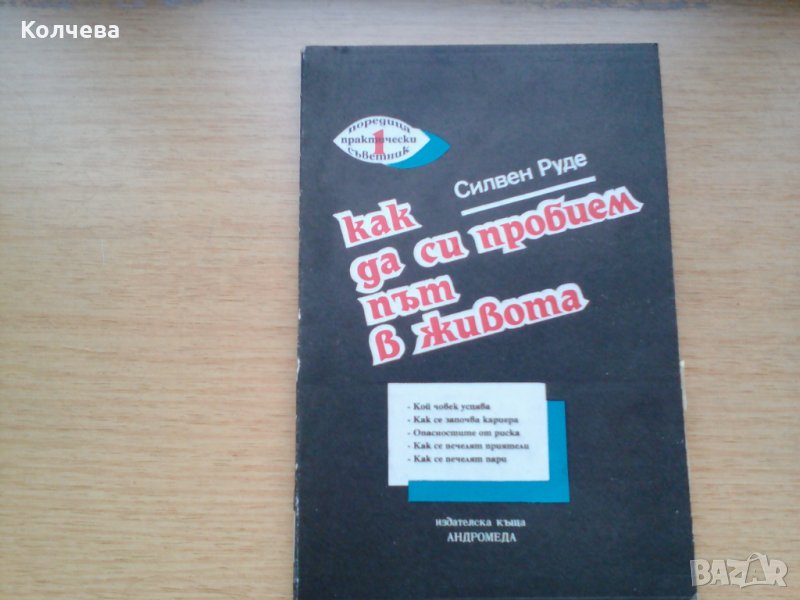 Колчева
поредица
1
практически
съветник
Силвен Руде
как
да си пробием
път
в живота
- Кой човек успява
- Как се започва кариера
- Опасностите от риска
- Как се печелят приятели
- Как се печелят пари
издателска къща
АНДРОМЕДА
BAZAR